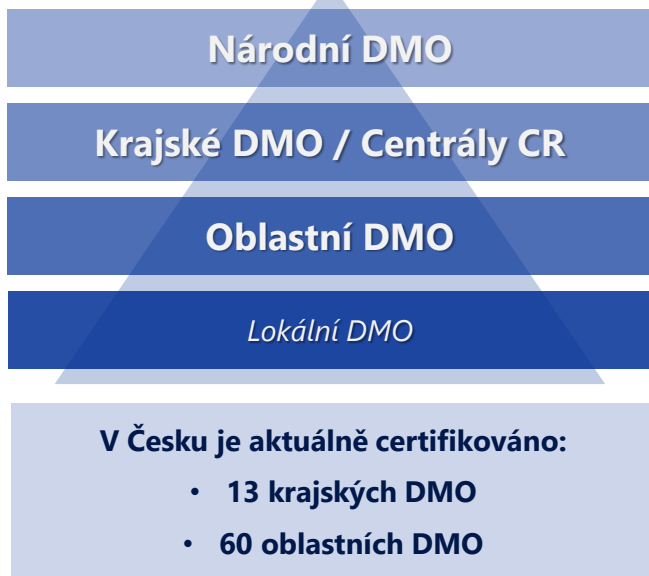 Národní DMO
Krajské DMO / Centrály CR
Oblastní DMO
Lokální DMO
V Česku je aktuálně certifikováno:
• 13 krajských DMO
• 60 oblastních DMO